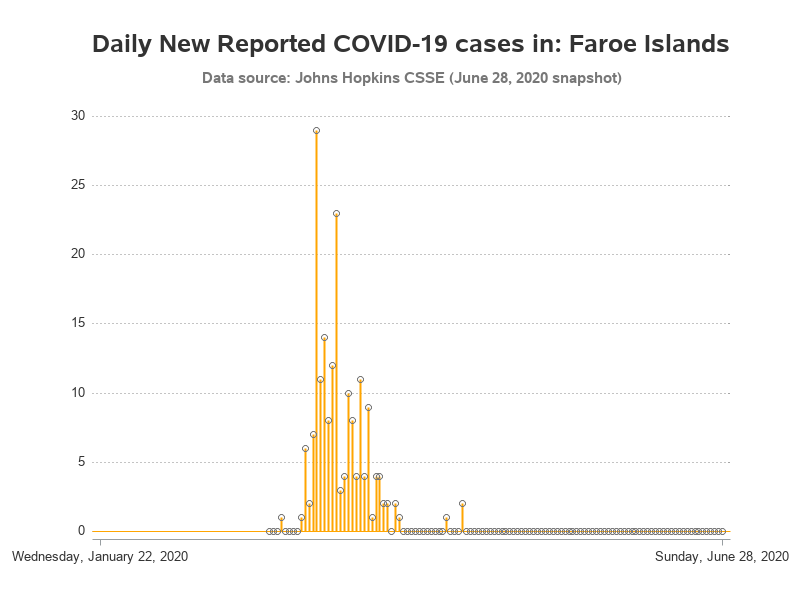 Daily New Reported COVID-19 cases in: Faroe Islands
Data source: Johns Hopkins CSSE (June 28, 2020 snapshot)
30
25
20
15
10
5
0
Wednesday, January 22, 2020
Sunday, June 28, 2020